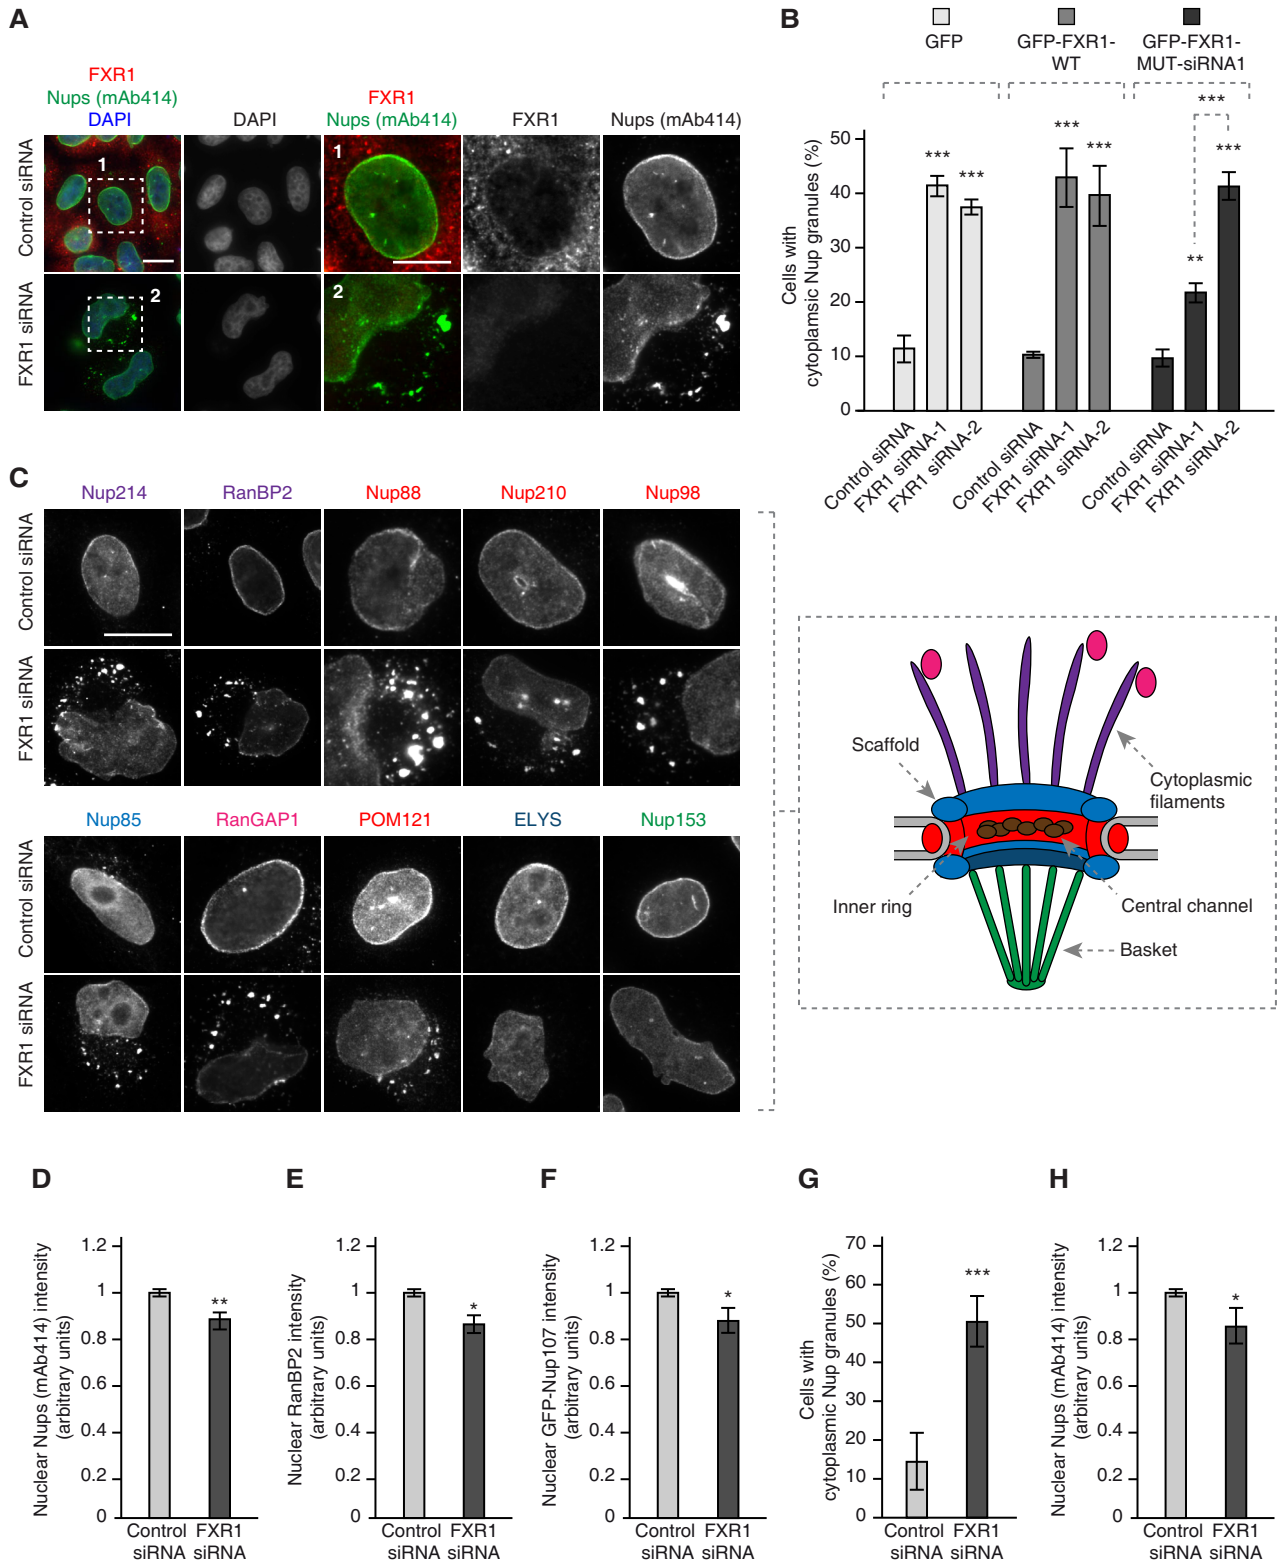 A
FXR1
Nups (mAb414)
DAPI
DAPI
FXR1
Nups (mAb414)
FXR1
Nups (mAb414)
Control siRNA
1
1
FXR1 siRNA
2
2
B
GFP
GFP-FXR1-
WT
GFP-FXR1-
MUT-siRNA1
Cells with
cytoplamsic Nup granules (%)
50
40
30
20
10
0
***
***
***
***
**
***
***
Control siRNA
FXR1 siRNA-1
FXR1 siRNA-2
Control siRNA
FXR1 siRNA-1
FXR1 siRNA-2
Control siRNA
FXR1 siRNA-1
FXR1 siRNA-2
C
Nup214
RanBP2
Nup88
Nup210
Nup98
Control siRNA
FXR1 siRNA
Nup85
RanGAP1
POM121
ELYS
Nup153
Control siRNA
FXR1 siRNA
Scaffold
Cytoplasmic
filaments
Inner ring
Central channel
Basket
D
Nuclear Nups (mAb414) intensity
(arbitrary units)
1.2
1
0.8
0.6
0.4
0.2
0
**
Control FXR1
siRNA siRNA
E
Nuclear RanBP2 intensity
(arbitrary units)
1.2
1
0.8
0.6
0.4
0.2
0
*
Control FXR1
siRNA siRNA
F
Nuclear GFP-Nup107 intensity
(arbitrary units)
1.2
1
0.8
0.6
0.4
0.2
0
*
Control FXR1
siRNA siRNA
G
Cells with
cytoplasmic Nup granules (%)
70
60
50
40
30
20
10
0
***
Control FXR1
siRNA siRNA
H
Nuclear Nups (mAb414) intensity
(arbitrary units)
1.2
1
0.8
0.6
0.4
0.2
0
*
Control FXR1
siRNA siRNA